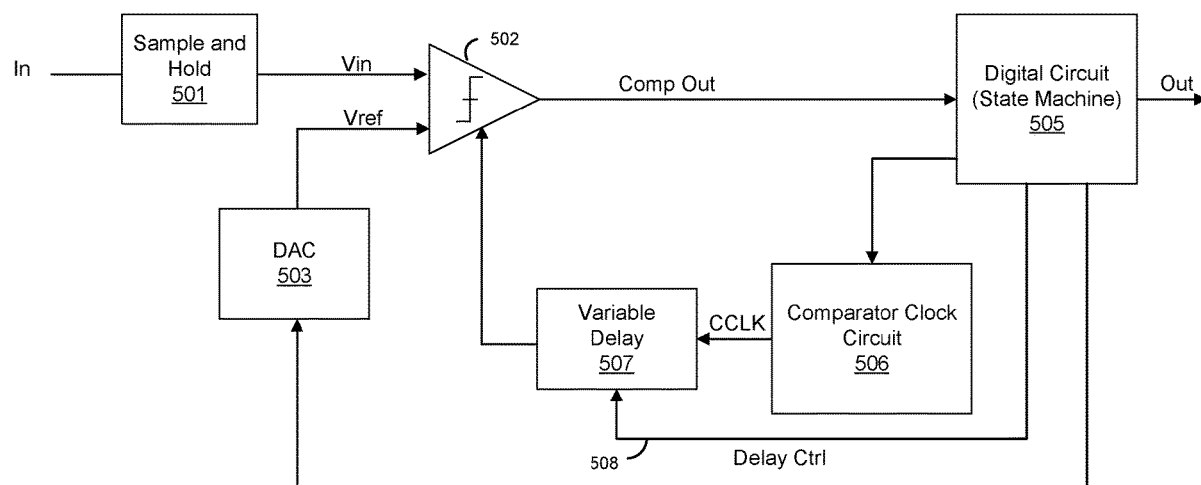 In
Sample and
Hold
501
Vin
Vref
502
Comp Out
Digital Circuit
(State Machine)
505
Out
DAC
503
Variable
Delay
507
CCLK
Comparator Clock
Circuit
506
508
Delay Ctrl